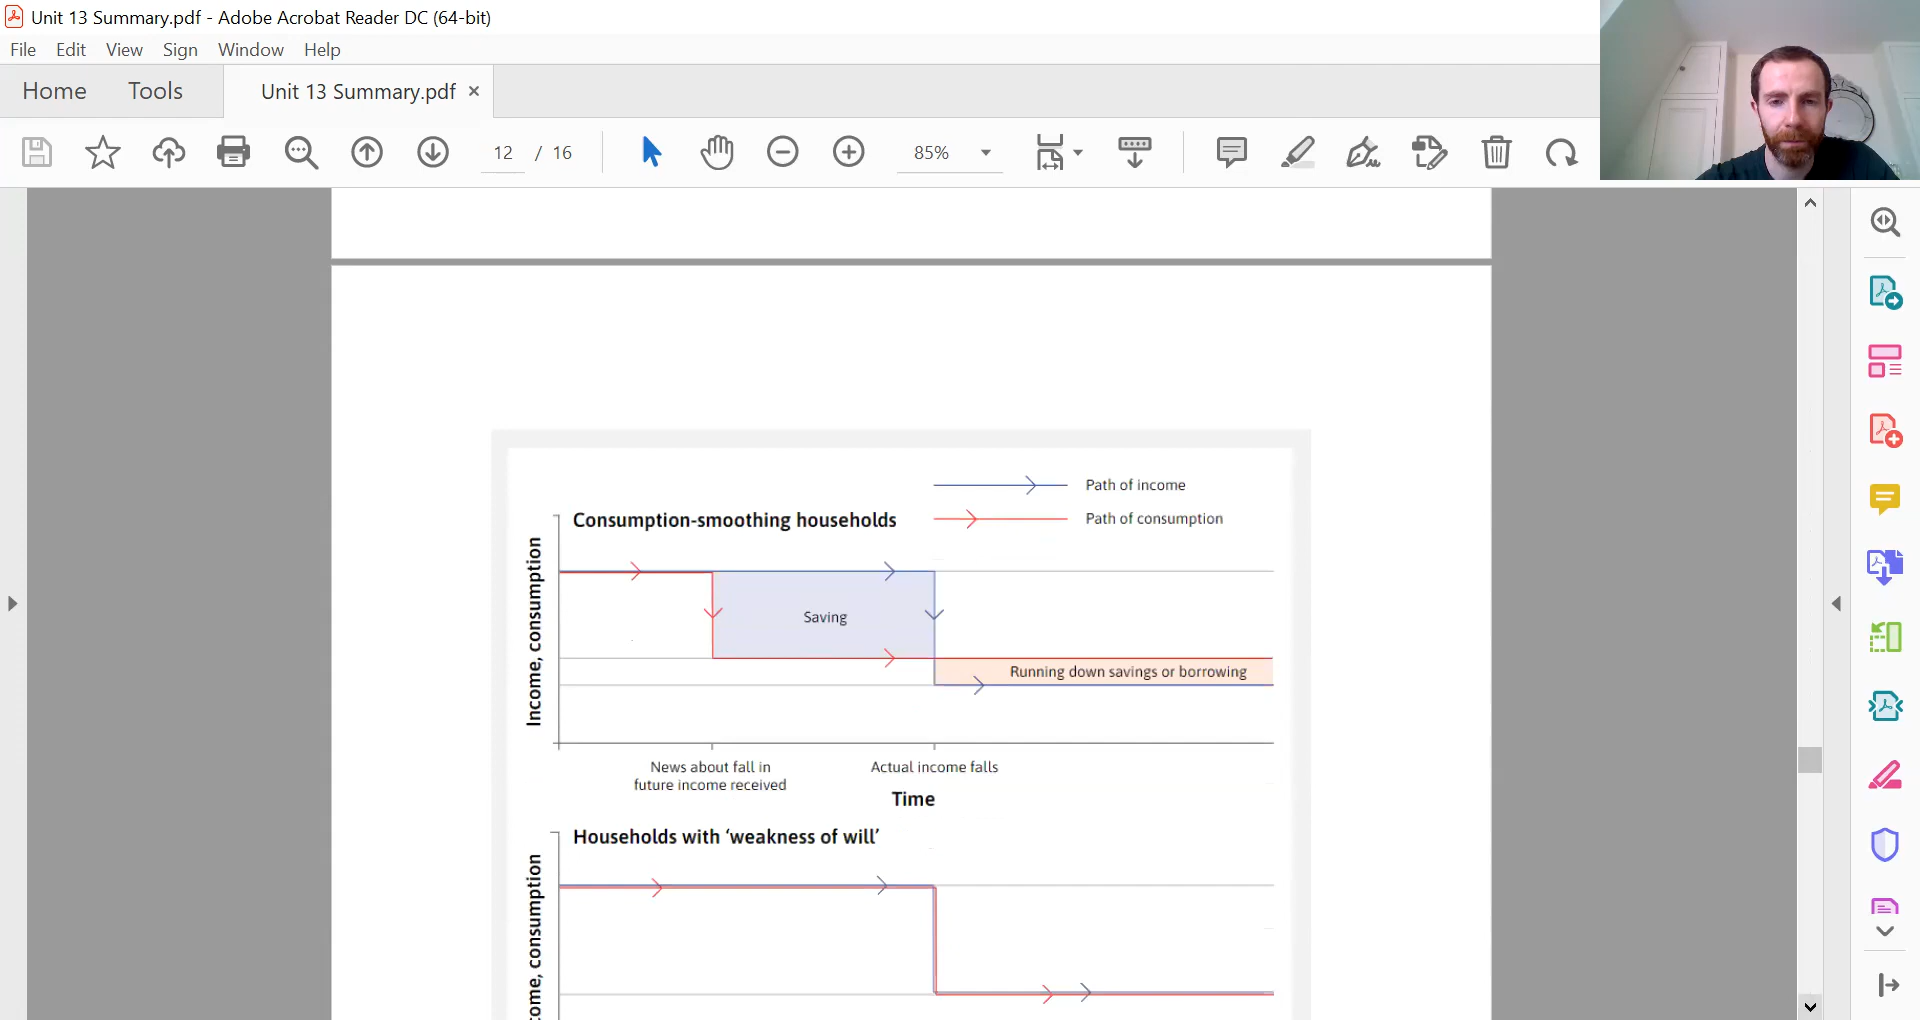 Unit 13 Summary.pdf - Adobe Acrobat Reader DC (64-bit)
File Edit View Sign Window Help
Home Tools Unit 13 Summary.pdf ×
12 / 16 85%
Path of income
Consumption-smoothing households
Path of consumption
Income, consumption
Saving
Running down savings or borrowing
News about fall in
future income received
Actual income falls
Time
Households with ‘weakness of will’
ome, consumption